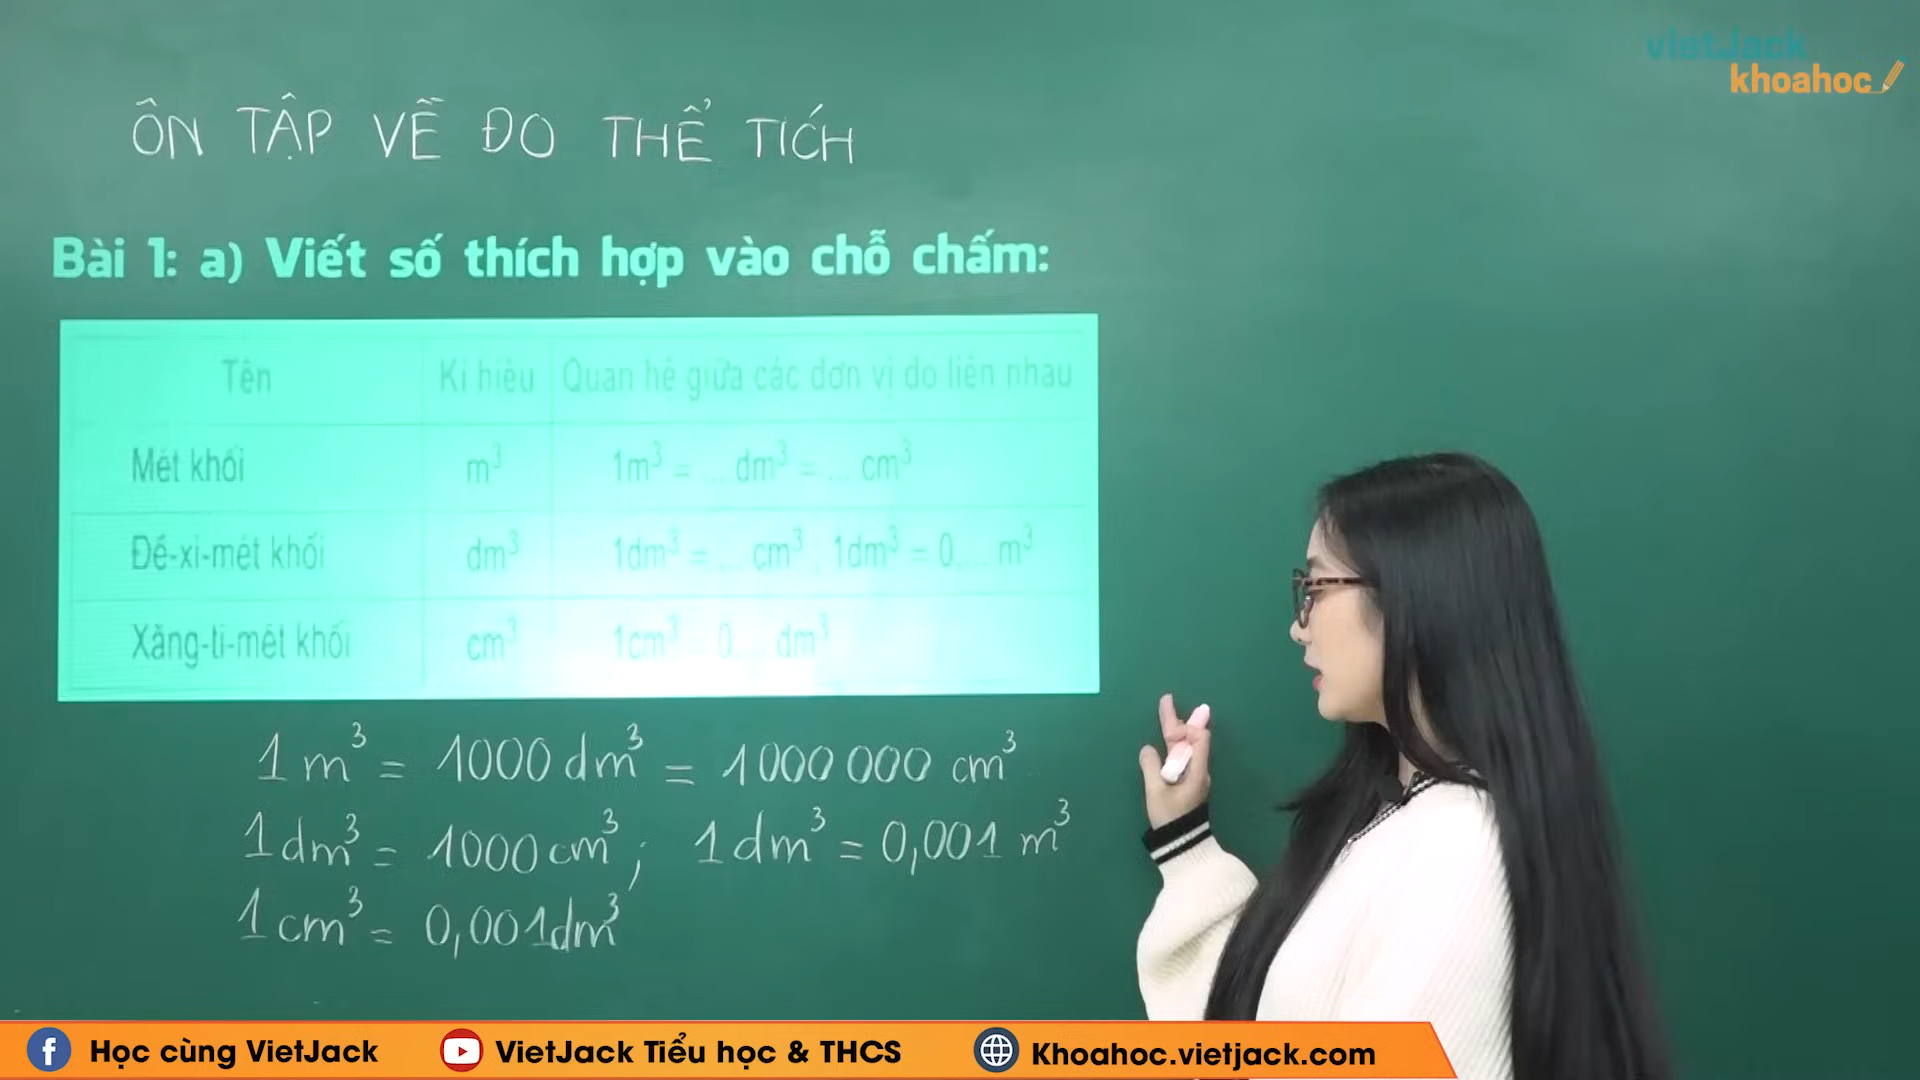 vietJack
khoahoc
ÔN TẬP VỀ ĐO THỂ TÍCH
Bài 1: a) Viết số thích hợp vào chỗ chấm:
Tên Kí hiệu Quan hệ giữa các đơn vị đo liền nhau
Mét khối m³ 1m³ = ... dm³ = ... cm³
Đề-xi-mét khối dm³ 1dm³ = ... cm³ , 1dm³ = 0,... m³
Xăng-ti-mét khối cm³ 1cm³ = 0,... dm³
1 m³ = 1000 dm³ = 1000 000 cm³
1 dm³ = 1000 cm³ ; 1 dm³ = 0,001 m³
1 cm³ = 0,001 dm³
Học cùng VietJack VietJack Tiểu học & THCS Khoahoc.vietjack.com